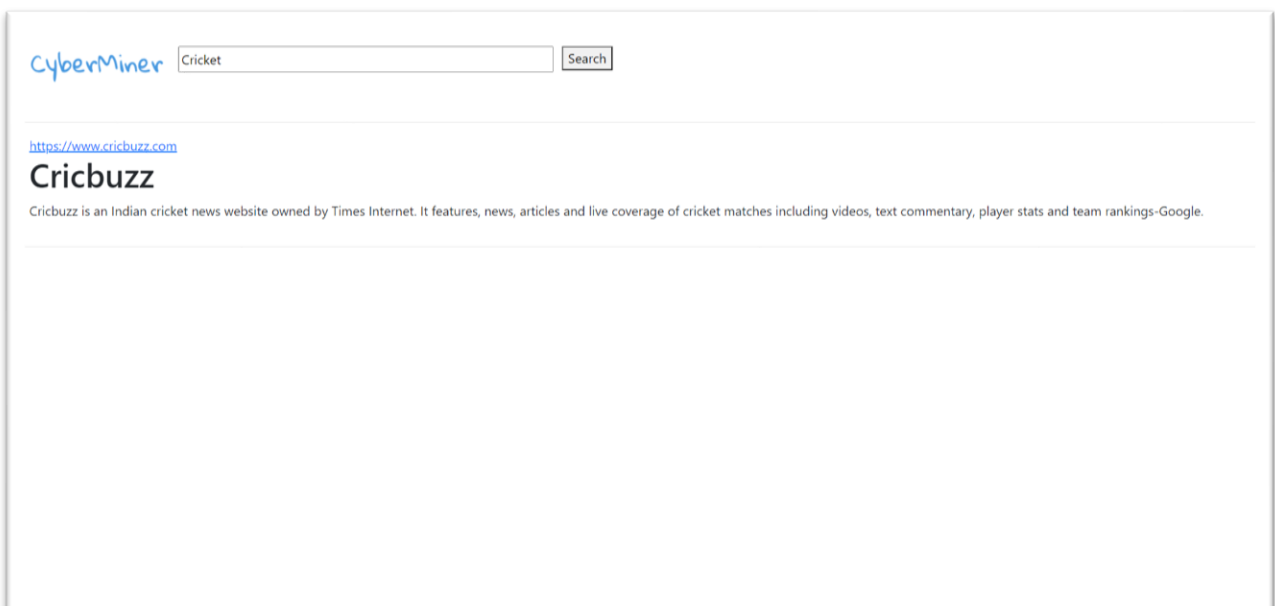 CyberMiner Cricket Search
https://www.cricbuzz.com
Cricbuzz
Cricbuzz is an Indian cricket news website owned by Times Internet. It features, news, articles and live coverage of cricket matches including videos, text commentary, player stats and team rankings-Google.